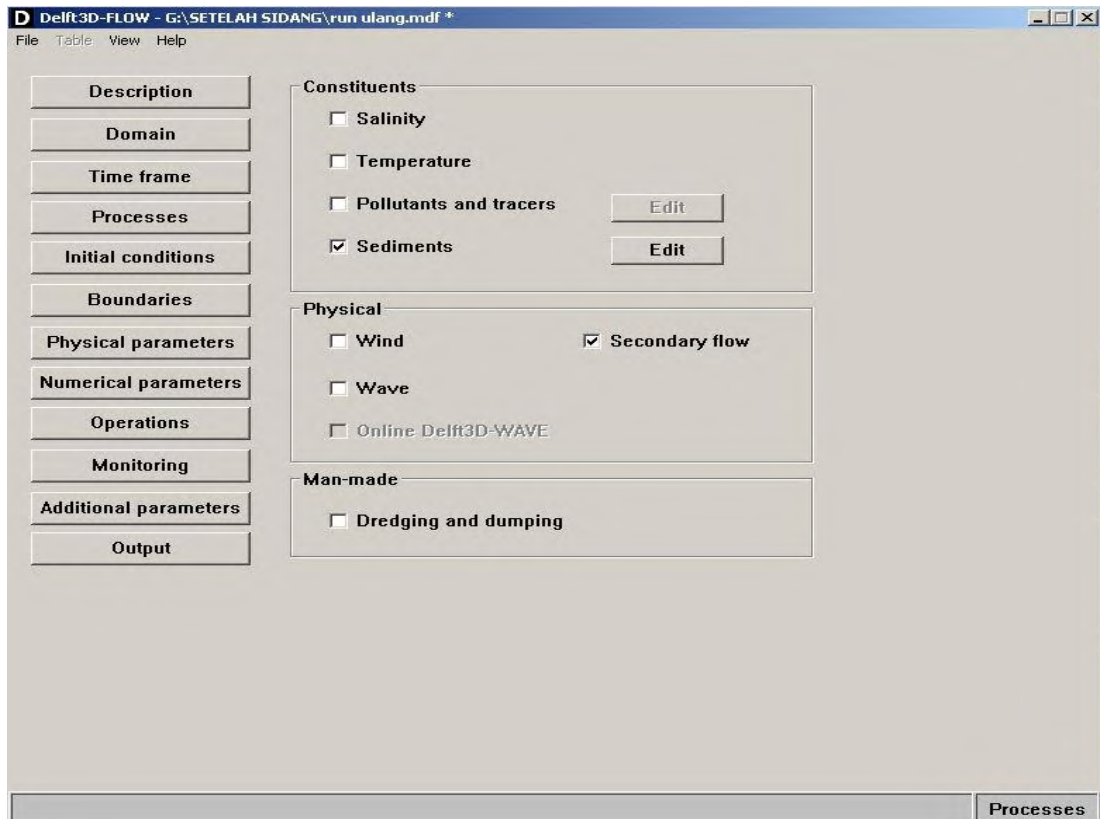 D Delft3D-FLOW - G:\SETELAH SIDANG\run ulang.mdf *
File Table View Help
Description
Domain
Time frame
Processes
Initial conditions
Boundaries
Physical parameters
Numerical parameters
Operations
Monitoring
Additional parameters
Output
Constituents
Salinity
Temperature
Pollutants and tracers Edit
Sediments Edit
Physical
Wind Secondary flow
Wave
Online Delft3D-WAVE
Man-made
Dredging and dumping
Processes